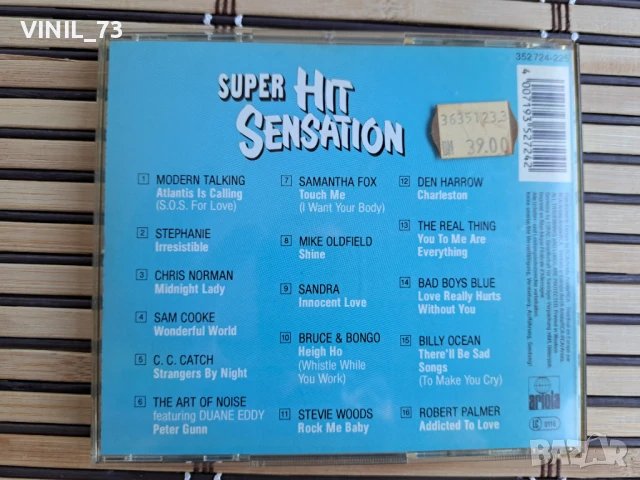 VINIL_73
SUPER HIT
SENSATION
3635123.3
DM 39.00
352 724-225
4 007193 527242
1 MODERN TALKING
Atlantis Is Calling
(S.O.S. For Love)
2 STEPHANIE
Irresistible
3 CHRIS NORMAN
Midnight Lady
4 SAM COOKE
Wonderful World
5 C. C. CATCH
Strangers By Night
6 THE ART OF NOISE
featuring DUANE EDDY
Peter Gunn
7 SAMANTHA FOX
Touch Me
(I Want Your Body)
8 MIKE OLDFIELD
Shine
9 SANDRA
Innocent Love
10 BRUCE & BONGO
Heigh Ho
(Whistle While
You Work)
11 STEVIE WOODS
Rock Me Baby
12 DEN HARROW
Charleston
13 THE REAL THING
You To Me Are
Everything
14 BAD BOYS BLUE
Love Really Hurts
Without You
15 BILLY OCEAN
There'll Be Sad
Songs
(To Make You Cry)
16 ROBERT PALMER
Addicted To Love
ariola
BAZAR
bg